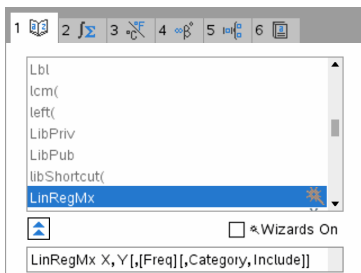 1 2 ∫Σ 3 °C°F 4 ∞β° 5 6
Lbl
lcm(
left(
LibPriv
LibPub
libShortcut(
LinRegMx
Wizards On
LinRegMx X,Y[,[Freq][,Category,Include]]